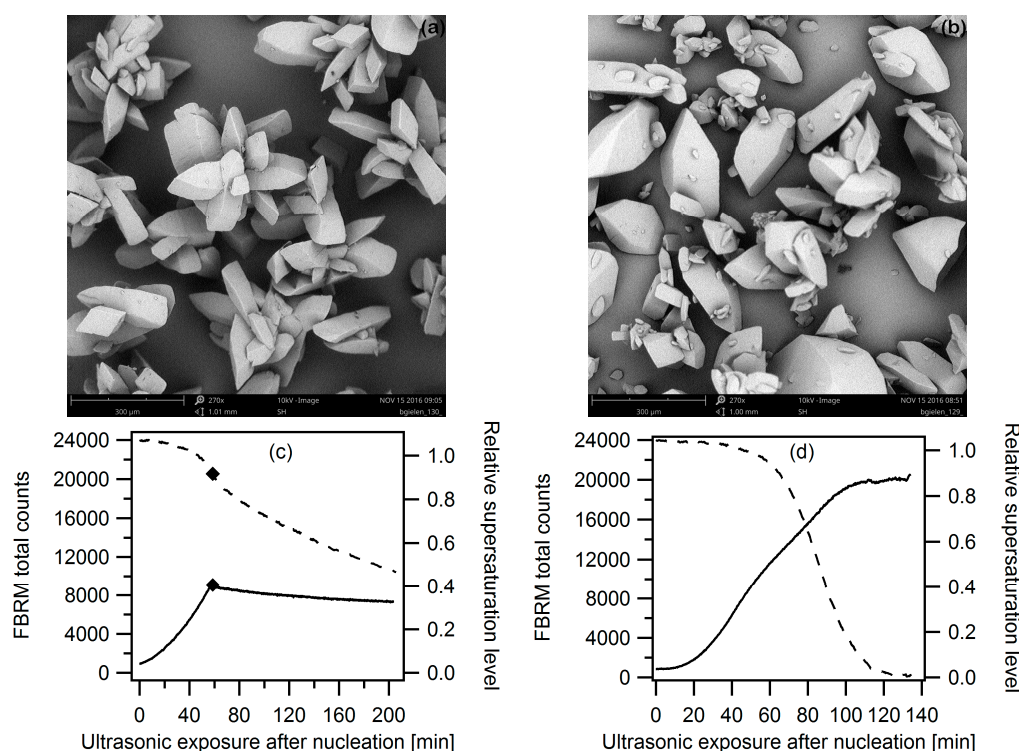 (a)
300 µm
270x
1.01 mm
10kV -Image
SH
NOV 15 2016 09:05
bgielen_130_
(b)
300 µm
270x
1.00 mm
10kV -Image
SH
NOV 15 2016 08:51
bgielen_129_
(c)
FBRM total counts
24000
20000
16000
12000
8000
4000
0
Relative supersaturation level
1.0
0.8
0.6
0.4
0.2
0.0
0 40 80 120 160 200
Ultrasonic exposure after nucleation [min]
(d)
FBRM total counts
24000
20000
16000
12000
8000
4000
0
Relative supersaturation level
1.0
0.8
0.6
0.4
0.2
0.0
0 20 40 60 80 100 120 140
Ultrasonic exposure after nucleation [min]